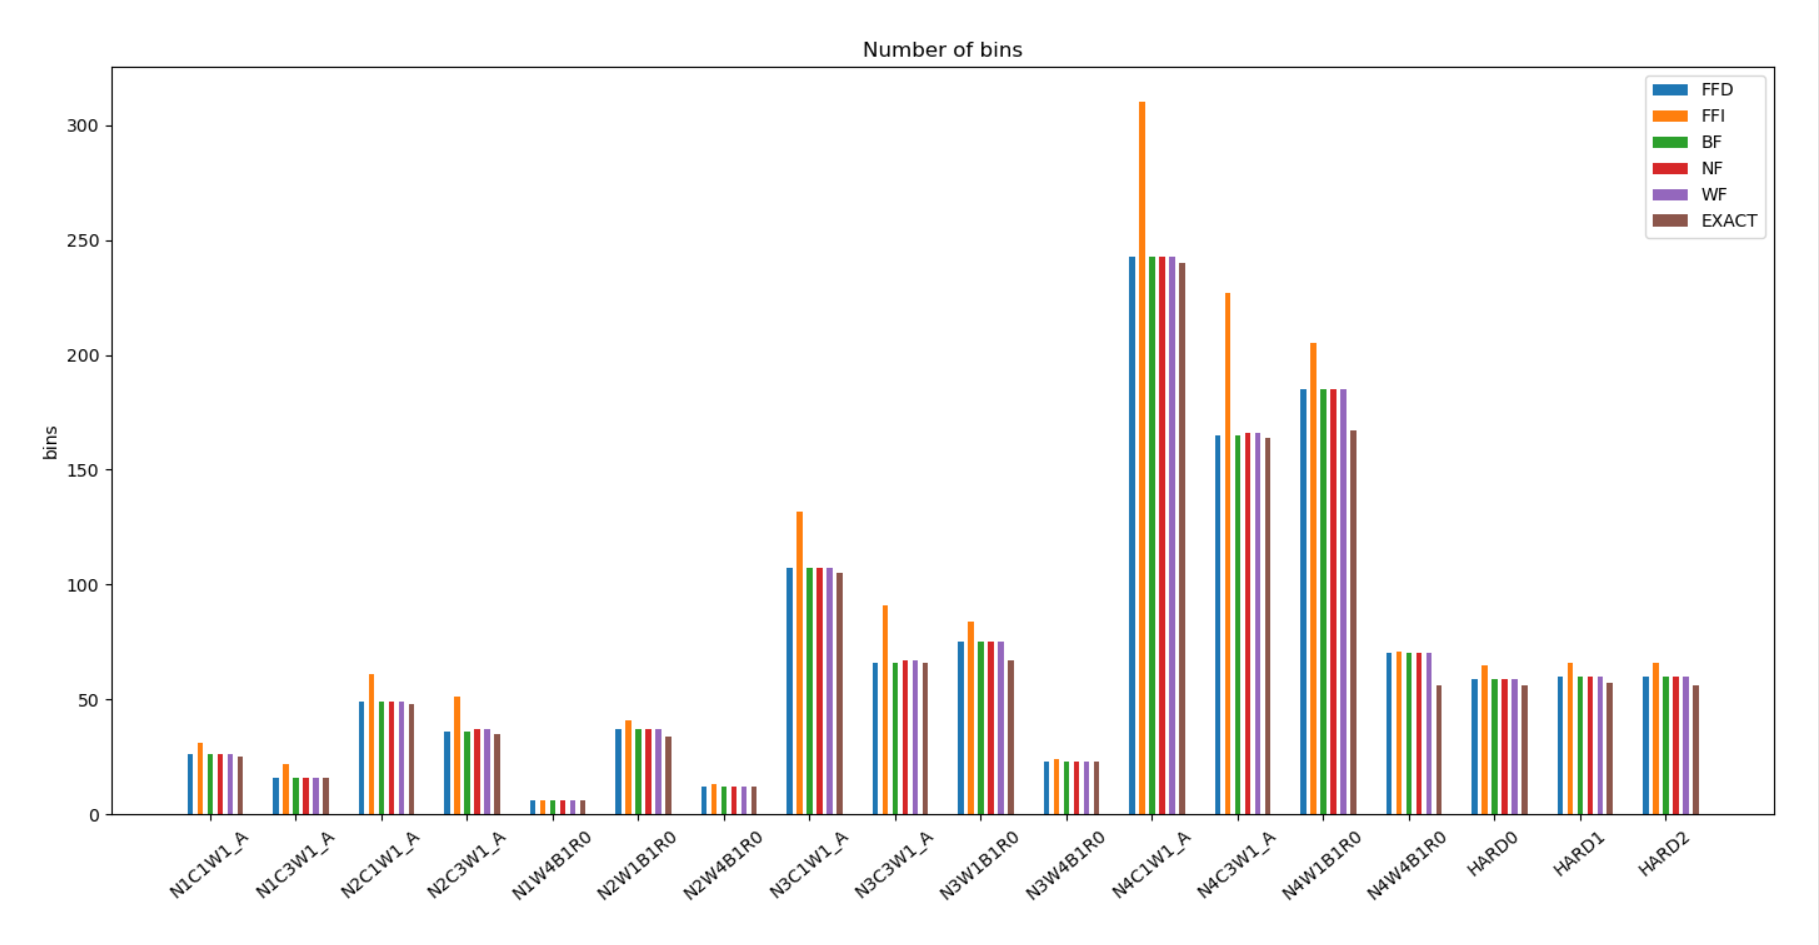 Number of bins
300
250
200
150
100
50
0
bins
FFD
FFI
BF
NF
WF
EXACT
N1C1W1_A
N1C3W1_A
N2C1W1_A
N2C3W1_A
N1W4B1R0
N2W1B1R0
N2W4B1R0
N3C1W1_A
N3C3W1_A
N3W1B1R0
N3W4B1R0
N4C1W1_A
N4C3W1_A
N4W1B1R0
N4W4B1R0
HARD0
HARD1
HARD2